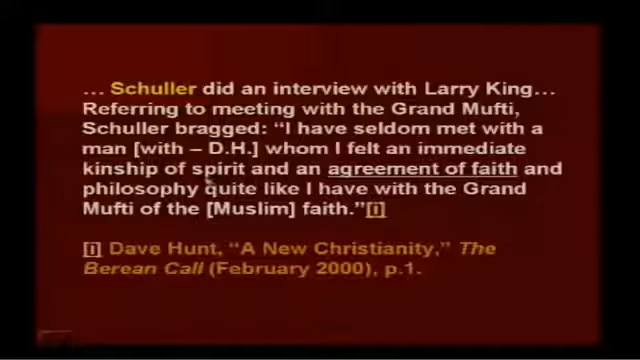 ... Schuller did an interview with Larry King...
Referring to meeting with the Grand Mufti,
Schuller bragged: “I have seldom met with a
man [with – D.H.] whom I felt an immediate
kinship of spirit and an agreement of faith and
philosophy quite like I have with the Grand
Mufti of the [Muslim] faith.”[i]
[i] Dave Hunt, “A New Christianity,” The
Berean Call (February 2000), p.1.